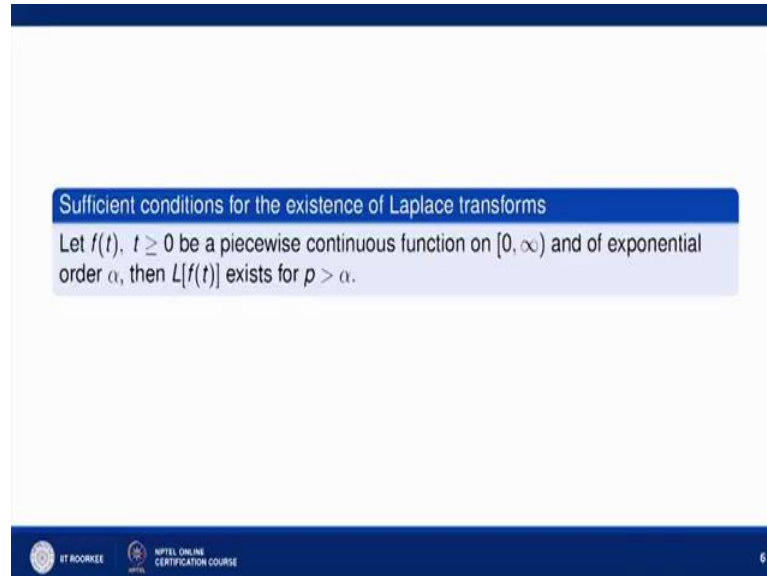 Sufficient conditions for the existence of Laplace transforms
Let f(t), t ≥ 0 be a piecewise continuous function on [0, ∞) and of exponential
order α, then L[f(t)] exists for p > α.
IT ROORKEE
NPTEL ONLINE
CERTIFICATION COURSE
6